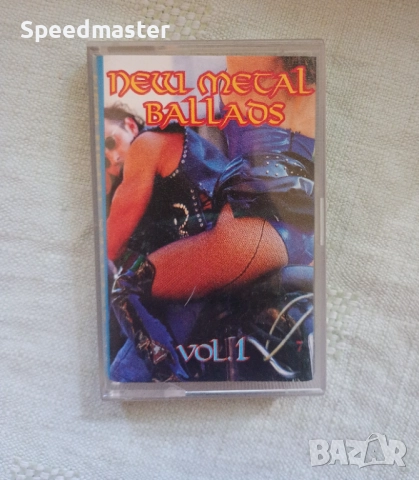 Speedmaster
NEW METAL
BALLADS
VOL 1
BAZAR